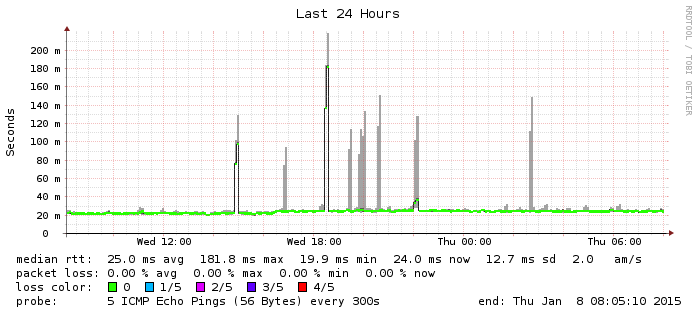 Last 24 Hours
RRDTOOL / TOBI OETIKER
Seconds
200 m
180 m
160 m
140 m
120 m
100 m
80 m
60 m
40 m
20 m
0
Wed 12:00 Wed 18:00 Thu 00:00 Thu 06:00
median rtt: 25.0 ms avg 181.8 ms max 19.9 ms min 24.0 ms now 12.7 ms sd 2.0 am/s
packet loss: 0.00 % avg 0.00 % max 0.00 % min 0.00 % now
loss color: 0 1/5 2/5 3/5 4/5
probe: 5 ICMP Echo Pings (56 Bytes) every 300s end: Thu Jan 8 08:05:10 2015